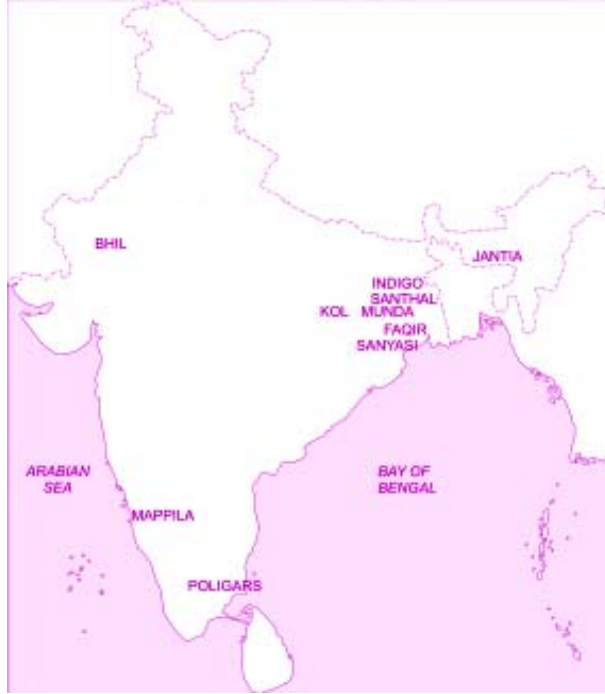 BHIL
JANTIA
INDIGO
SANTHAL
KOL MUNDA
FAQIR
SANYASI
ARABIAN
SEA
BAY OF
BENGAL
MAPPILA
POLIGARS